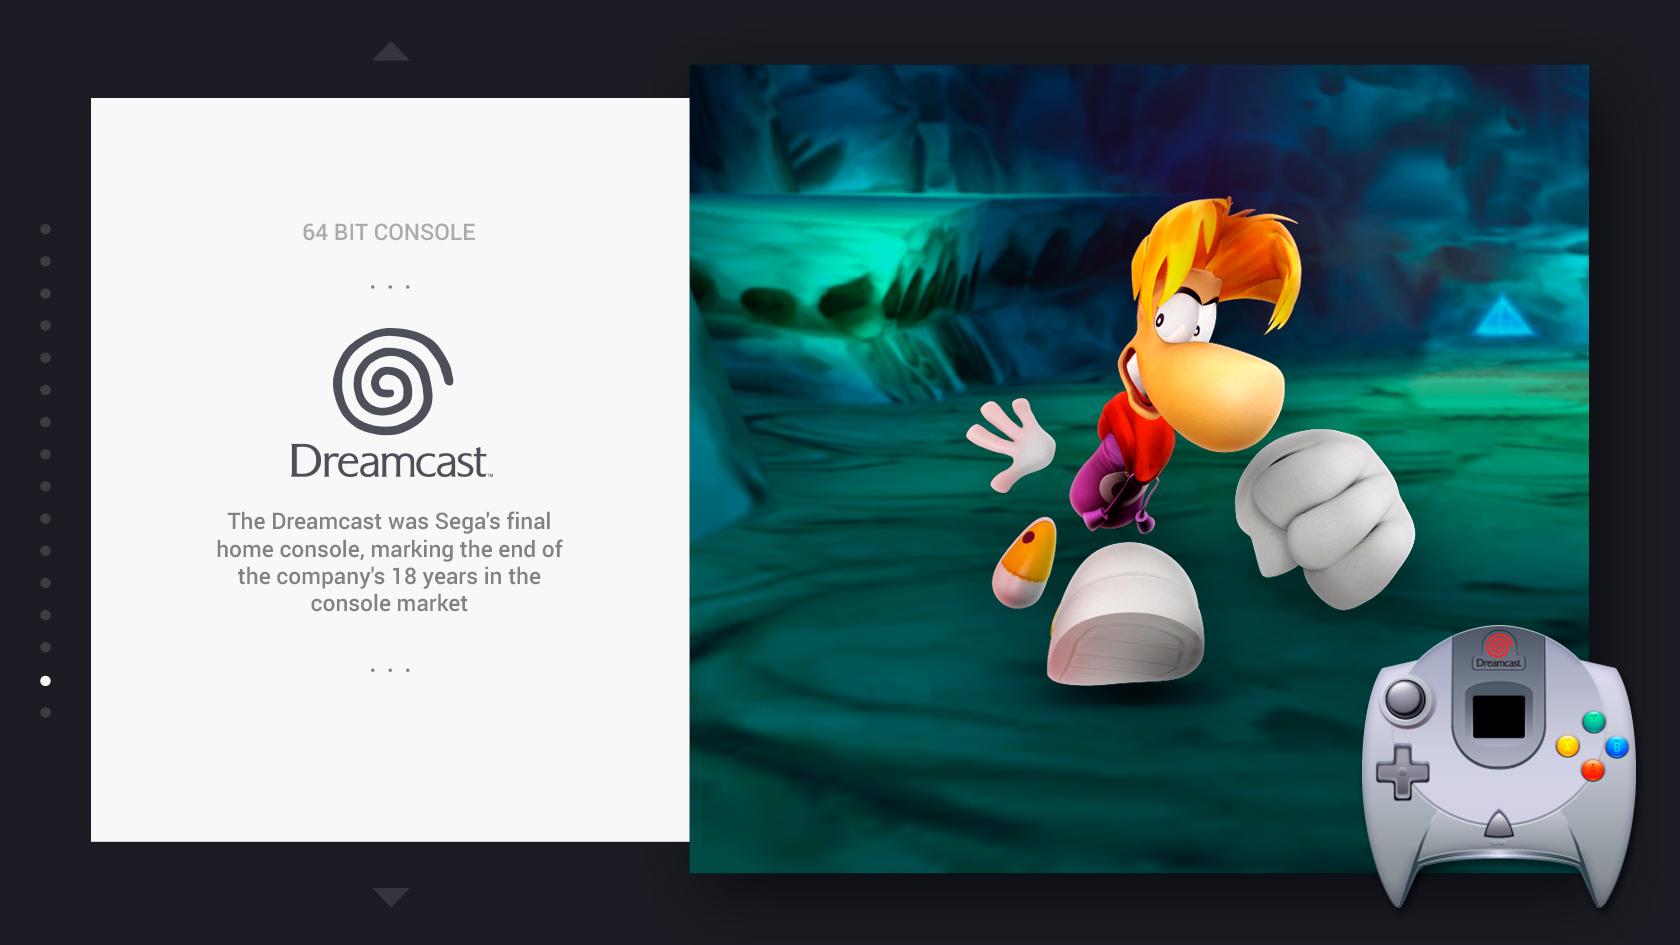 64 BIT CONSOLE
. . .
Dreamcast™
The Dreamcast was Sega's final
home console, marking the end of
the company's 18 years in the
console market
. . .
Dreamcast
Y
X
B
A